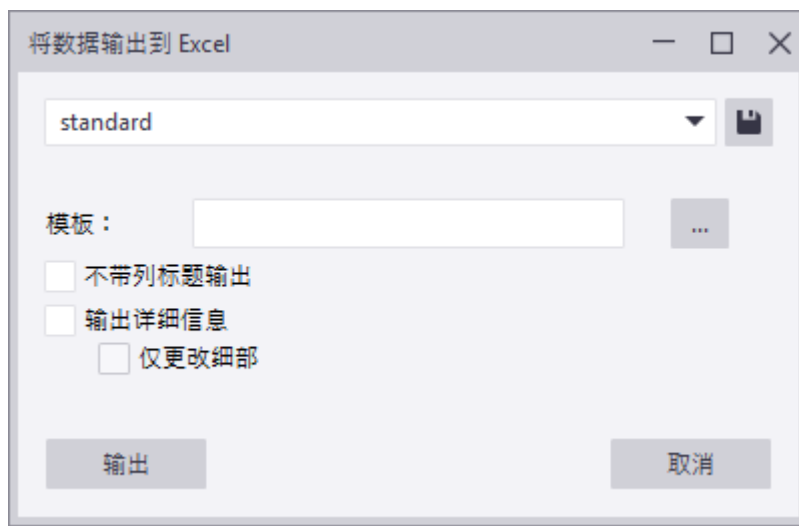 将数据输出到 Excel
standard
模板：
...
不带列标题输出
输出详细信息
仅更改细部
输出
取消